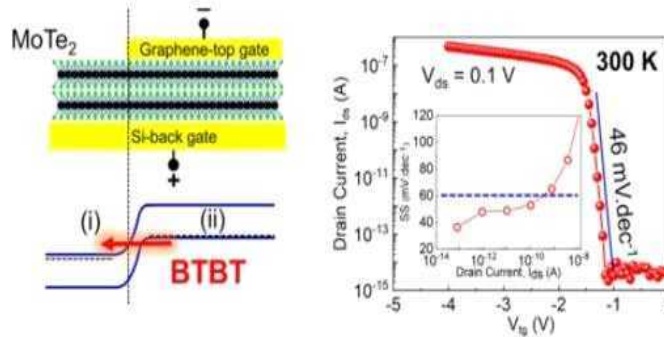 MoTe2
−
Graphene-top gate
Si-back gate
+
(i)
(ii)
BTBT
300 K
Vds = 0.1 V
46 mV.dec-1
Drain Current, Ids (A)
10-7
10-9
10-11
10-13
10-15
-5
-4
-3
-2
-1
Vtg (V)
SS (mV dec-1)
120
100
80
60
40
20
10-14
10-12
10-10
10-8
Drain Current, Ids (A)